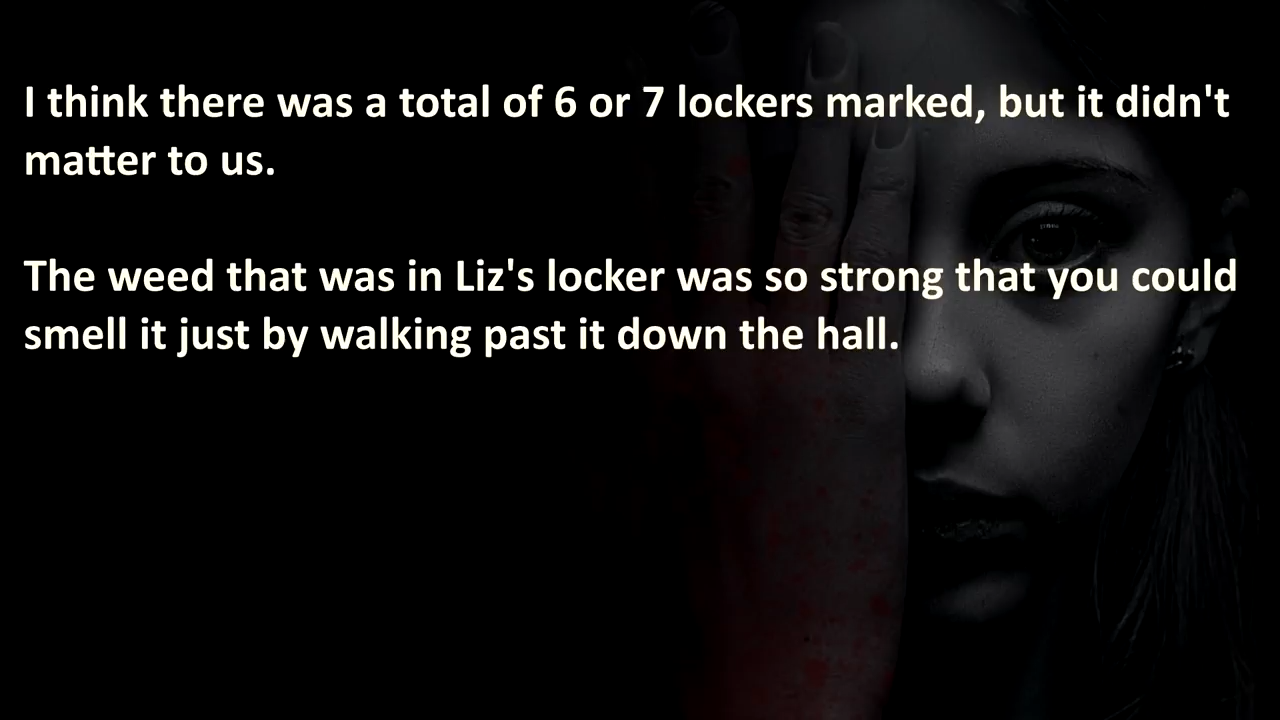 I think there was a total of 6 or 7 lockers marked, but it didn't
matter to us.
The weed that was in Liz's locker was so strong that you could
smell it just by walking past it down the hall.